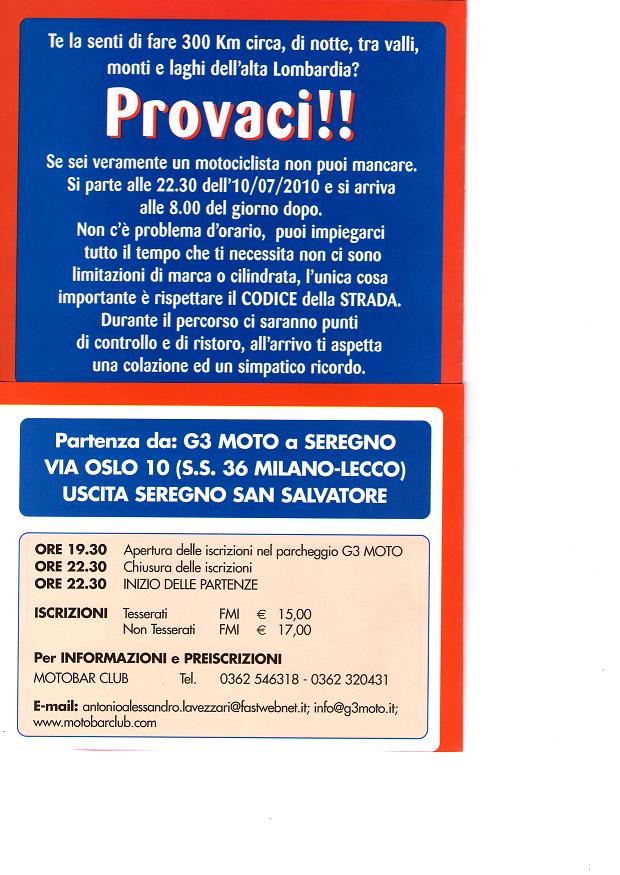 Te la senti di fare 300 Km circa, di notte, tra valli,
monti e laghi dell'alta Lombardia?
Provaci!!
Se sei veramente un motociclista non puoi mancare.
Si parte alle 22.30 dell'10/07/2010 e si arriva
alle 8.00 del giorno dopo.
Non c'è problema d'orario, puoi impiegarci
tutto il tempo che ti necessita non ci sono
limitazioni di marca o cilindrata, l'unica cosa
importante è rispettare il CODICE della STRADA.
Durante il percorso ci saranno punti
di controllo e di ristoro, all'arrivo ti aspetta
una colazione ed un simpatico ricordo.
Partenza da: G3 MOTO a SEREGNO
VIA OSLO 10 (S.S. 36 MILANO-LECCO)
USCITA SEREGNO SAN SALVATORE
ORE 19.30 Apertura delle iscrizioni nel parcheggio G3 MOTO
ORE 22.30 Chiusura delle iscrizioni
ORE 22.30 INIZIO DELLE PARTENZE
ISCRIZIONI Tesserati FMI € 15,00
Non Tesserati FMI € 17,00
Per INFORMAZIONI e PREISCRIZIONI
MOTOBAR CLUB Tel. 0362 546318 - 0362 320431
E-mail: antonioalessandro.lavezzari@fastwebnet.it; info@g3moto.it;
www.motobarclub.com